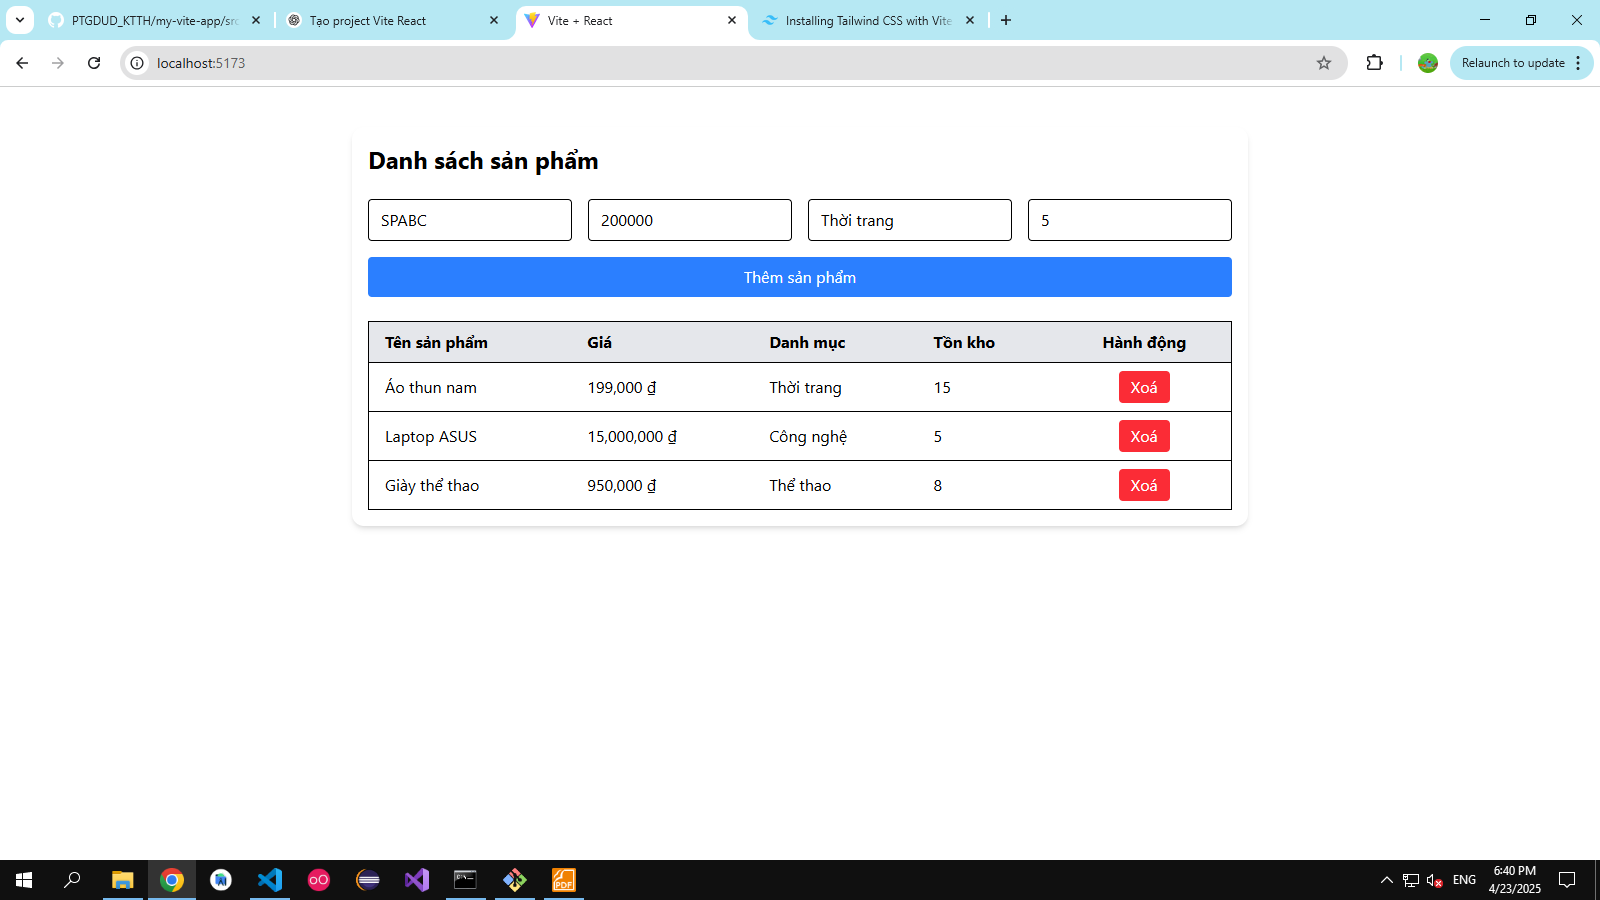 PTGDUD_KTTH/my-vite-app/src
Tạo project Vite React
Vite + React
Installing Tailwind CSS with Vite
localhost:5173
Relaunch to update
Danh sách sản phẩm
SPABC
200000
Thời trang
5
Thêm sản phẩm
Tên sản phẩm Giá Danh mục Tồn kho Hành động
Áo thun nam 199,000 ₫ Thời trang 15 Xoá
Laptop ASUS 15,000,000 ₫ Công nghệ 5 Xoá
Giày thể thao 950,000 ₫ Thể thao 8 Xoá
PDF
ENG
6:40 PM
4/23/2025